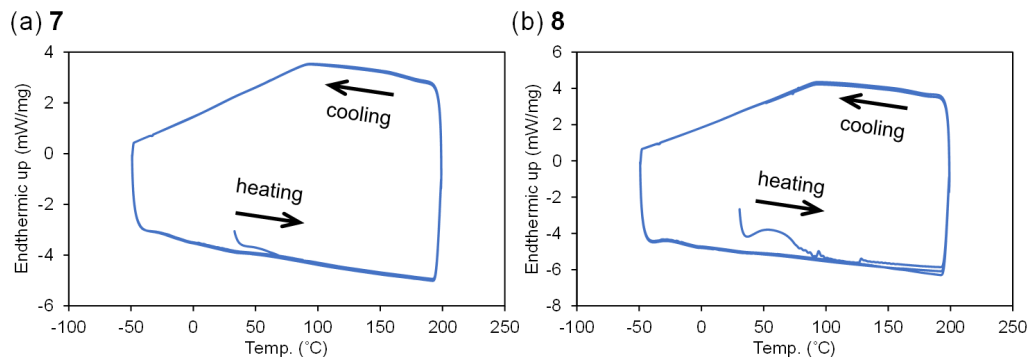 (a) 7
Endthermic up (mW/mg)
4
2
0
-2
-4
-6
cooling
heating
-100 -50 0 50 100 150 200 250
Temp. (˚C)
(b) 8
Endthermic up (mW/mg)
6
4
2
0
-2
-4
-6
-8
cooling
heating
-100 -50 0 50 100 150 200 250
Temp. (˚C)